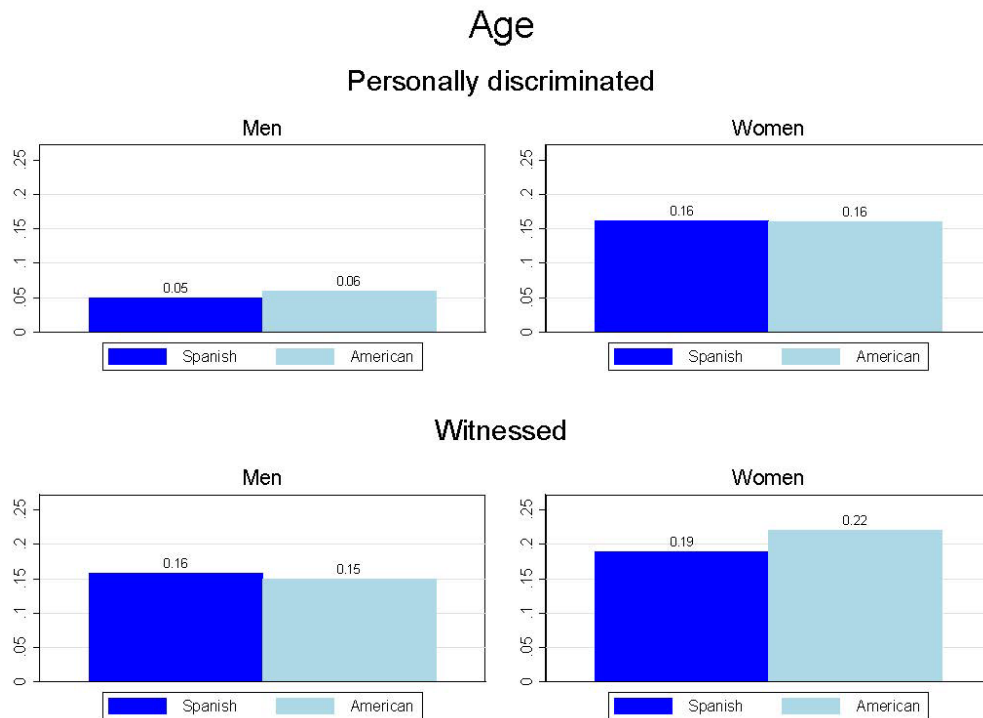 Age
Personally discriminated
Men
Women
.25
.2
.15
.1
.05
0
0.05
0.06
.25
.2
.15
.1
.05
0
0.16
0.16
Spanish American
Spanish American
Witnessed
Men
Women
.25
.2
.15
.1
.05
0
0.16
0.15
.25
.2
.15
.1
.05
0
0.19
0.22
Spanish American
Spanish American